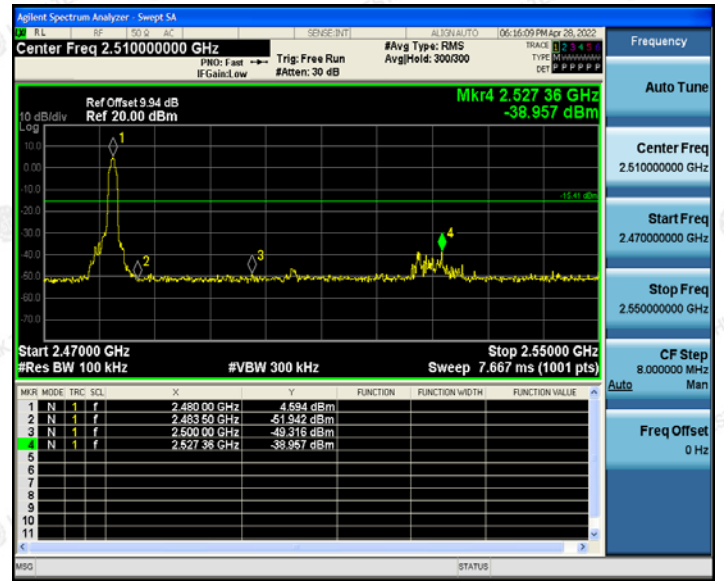 Agilent Spectrum Analyzer - Swept SA
RL RF 50 Ω AC SENSE:INT ALIGNAUTO 06:16:09 PM Apr 28, 2022
Center Freq 2.510000000 GHz #Avg Type: RMS TRACE 1 2 3 4 5 6
PNO: Fast Trig: Free Run Avg|Hold: 300/300 TYPE M
IFGain:Low #Atten: 30 dB DET P P P P P P
Ref Offset 9.94 dB Mkr4 2.527 36 GHz
10 dB/div Ref 20.00 dBm -38.957 dBm
Log
10.0
0.00
-10.0
-15.41 dBm
-20.0
-30.0
-40.0
-50.0
-60.0
-70.0
1
2
3
4
Start 2.47000 GHz Stop 2.55000 GHz
#Res BW 100 kHz #VBW 300 kHz Sweep 7.667 ms (1001 pts)
MKR MODE TRC SCL X Y FUNCTION FUNCTION WIDTH FUNCTION VALUE
1 N 1 f 2.480 00 GHz 4.594 dBm
2 N 1 f 2.483 50 GHz -51.942 dBm
3 N 1 f 2.500 00 GHz -49.316 dBm
4 N 1 f 2.527 36 GHz -38.957 dBm
5
6
7
8
9
10
11
MSG STATUS
Frequency
Auto Tune
Center Freq
2.510000000 GHz
Start Freq
2.470000000 GHz
Stop Freq
2.550000000 GHz
CF Step
8.000000 MHz
Auto Man
Freq Offset
0 Hz